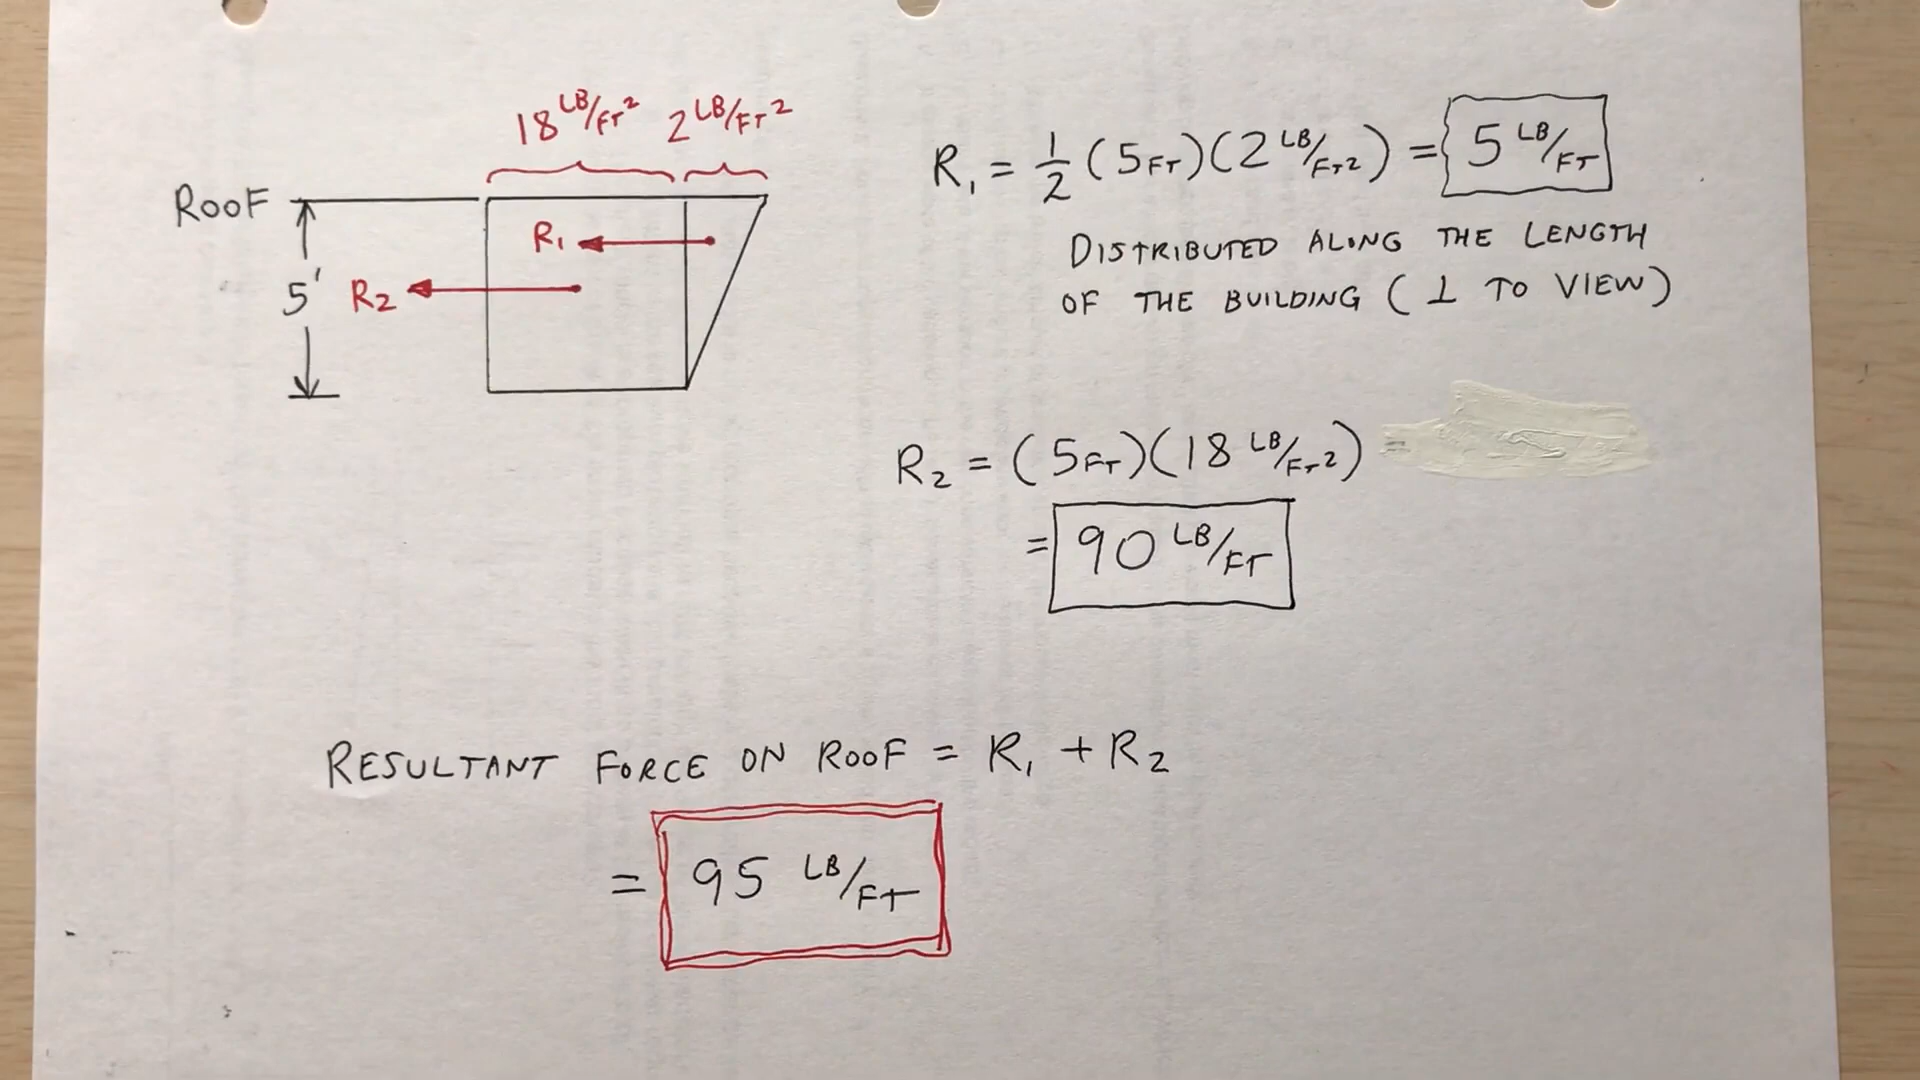 18 LB/FT² 2 LB/FT²
ROOF
R₁
5' R₂
R₁ = 1/2 (5FT)(2 LB/FT2) = 5 LB/FT
DISTRIBUTED ALONG THE LENGTH
OF THE BUILDING (⊥ TO VIEW)
R₂ = (5FT)(18 LB/FT2) =
= 90 LB/FT
RESULTANT FORCE ON ROOF = R₁ + R₂
= 95 LB/FT